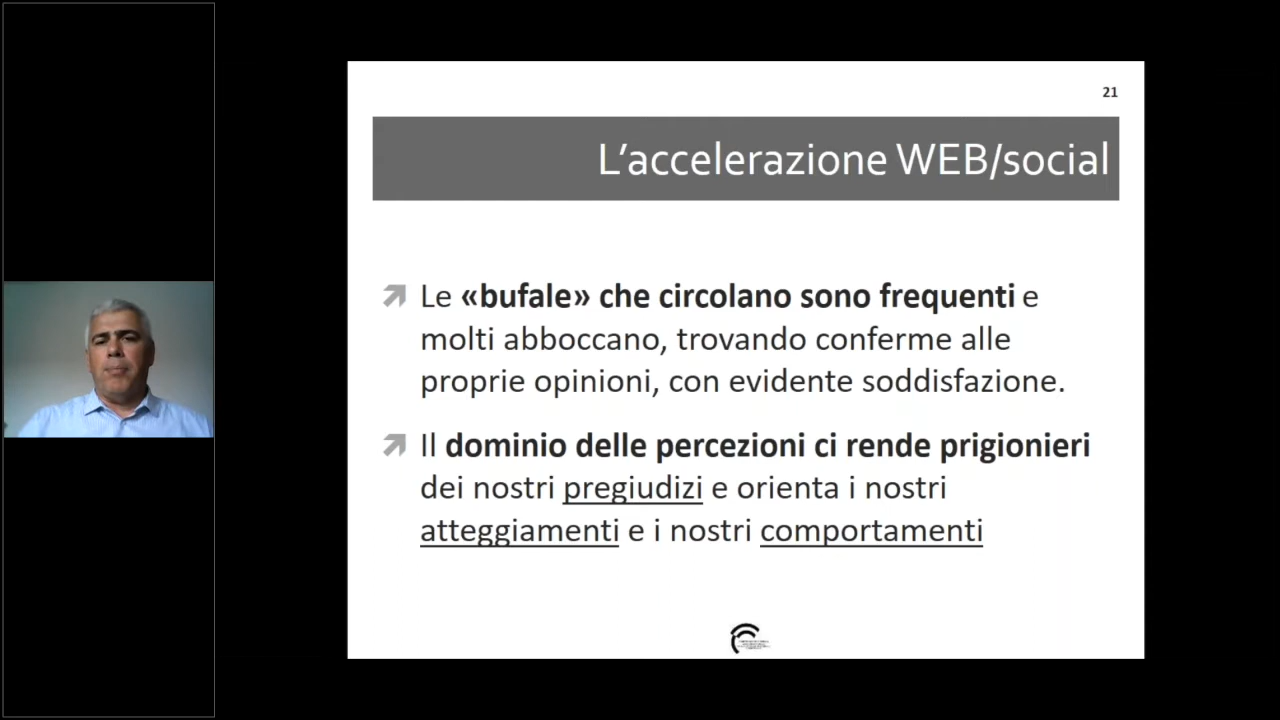 21
L'accelerazione WEB/social
Le «bufale» che circolano sono frequenti e
molti abboccano, trovando conferme alle
proprie opinioni, con evidente soddisfazione.
Il dominio delle percezioni ci rende prigionieri
dei nostri pregiudizi e orienta i nostri
atteggiamenti e i nostri comportamenti